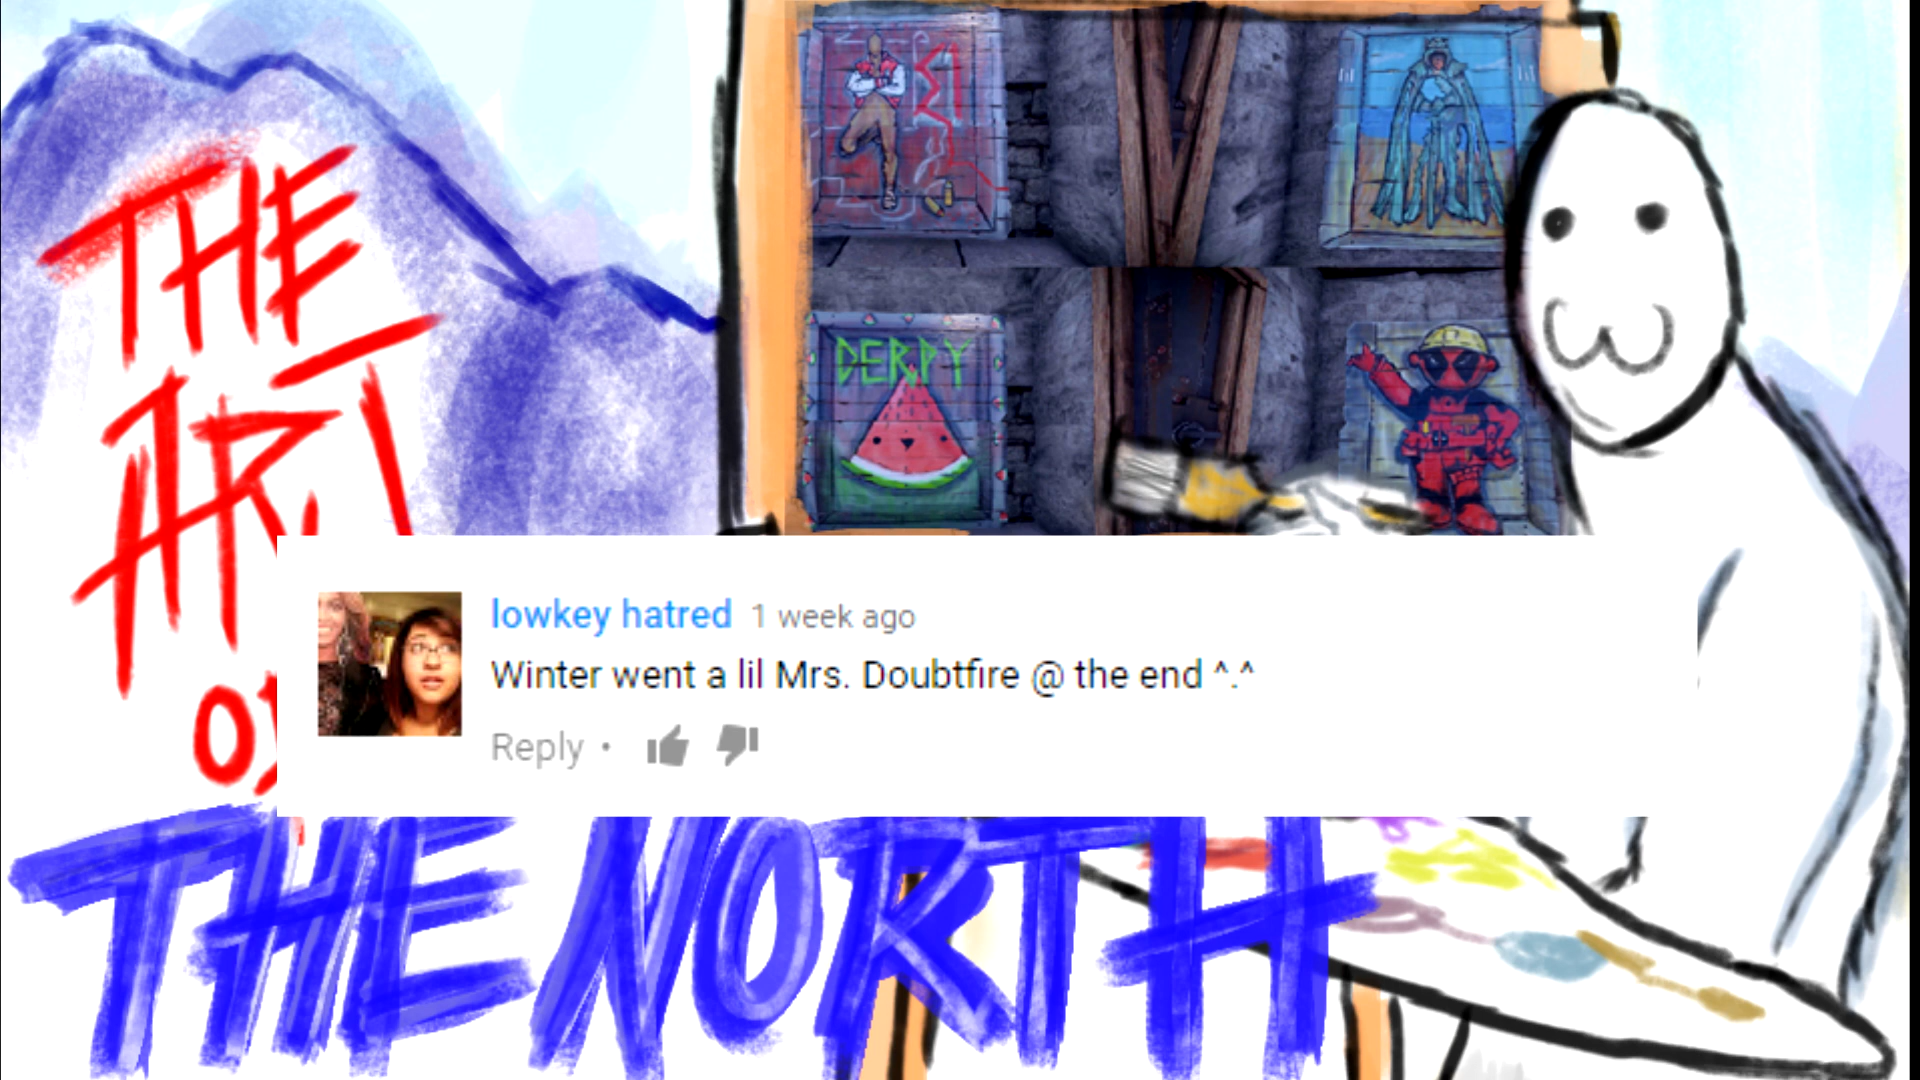 THE
ART
DERPY
lowkey hatred 1 week ago
Winter went a lil Mrs. Doubtfire @ the end ^.^
Reply •
THE NORTH